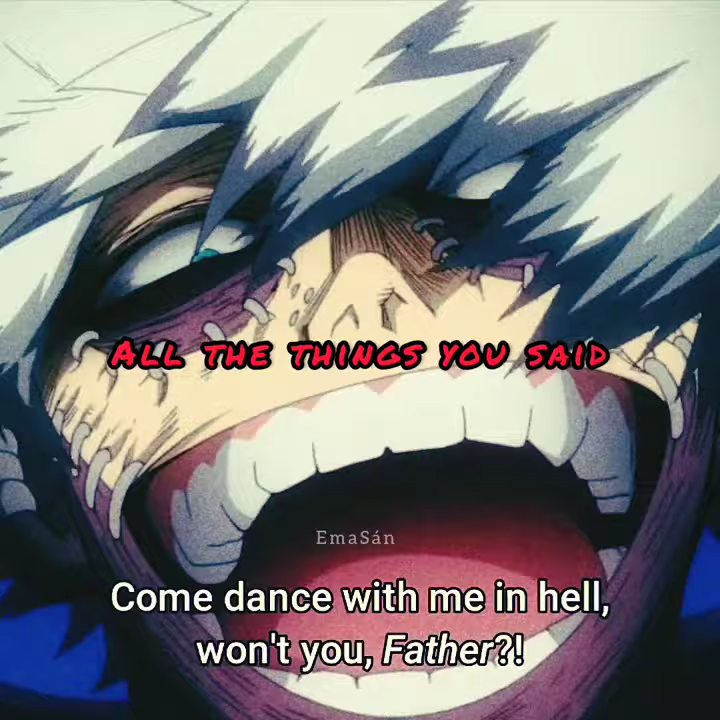 ALL THE THINGS YOU SAID
EmaSán
Come dance with me in hell,
won't you, Father?!